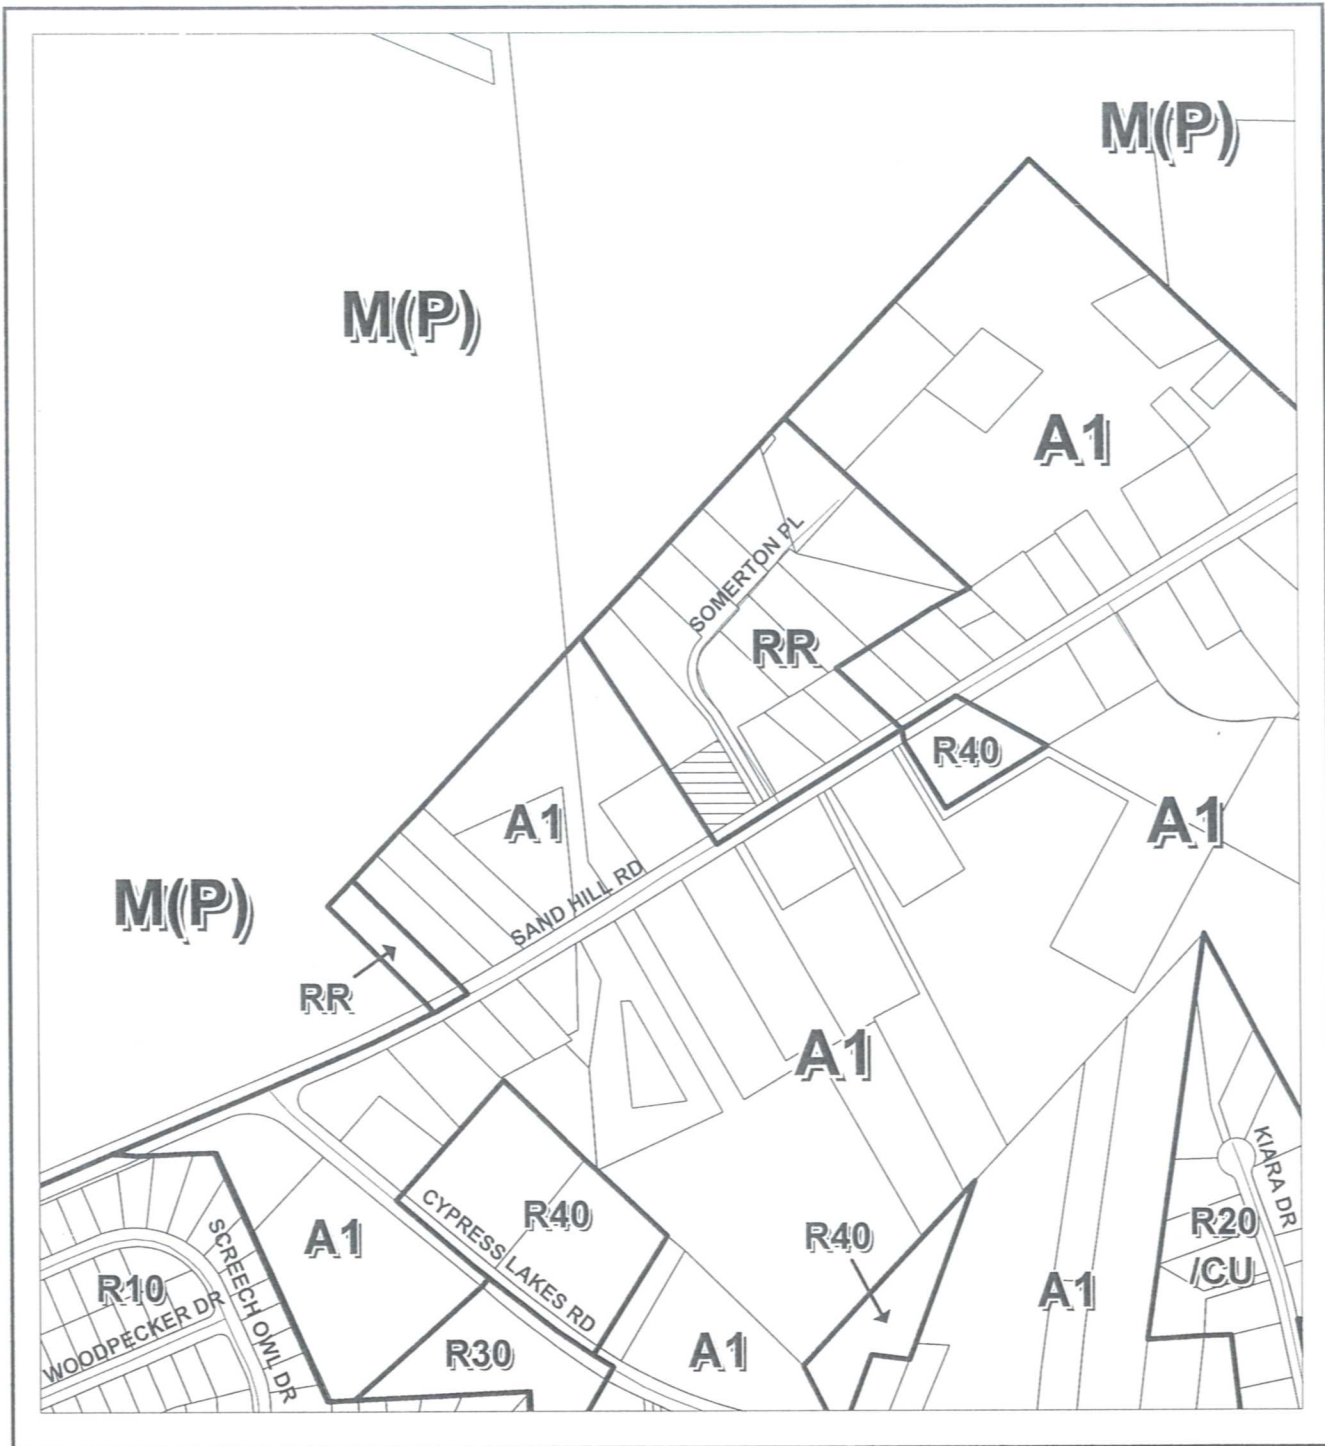 M(P)
M(P)
A1
SOMERTON PL
RR
R40
A1
A1
SAND HILL RD
M(P)
RR
A1
KIARA DR
R40
CYPRESS LAKES RD
R40
R20
/CU
A1
SCREECH OWL DR
R10
WOODPECKER DR
A1
R30
A1